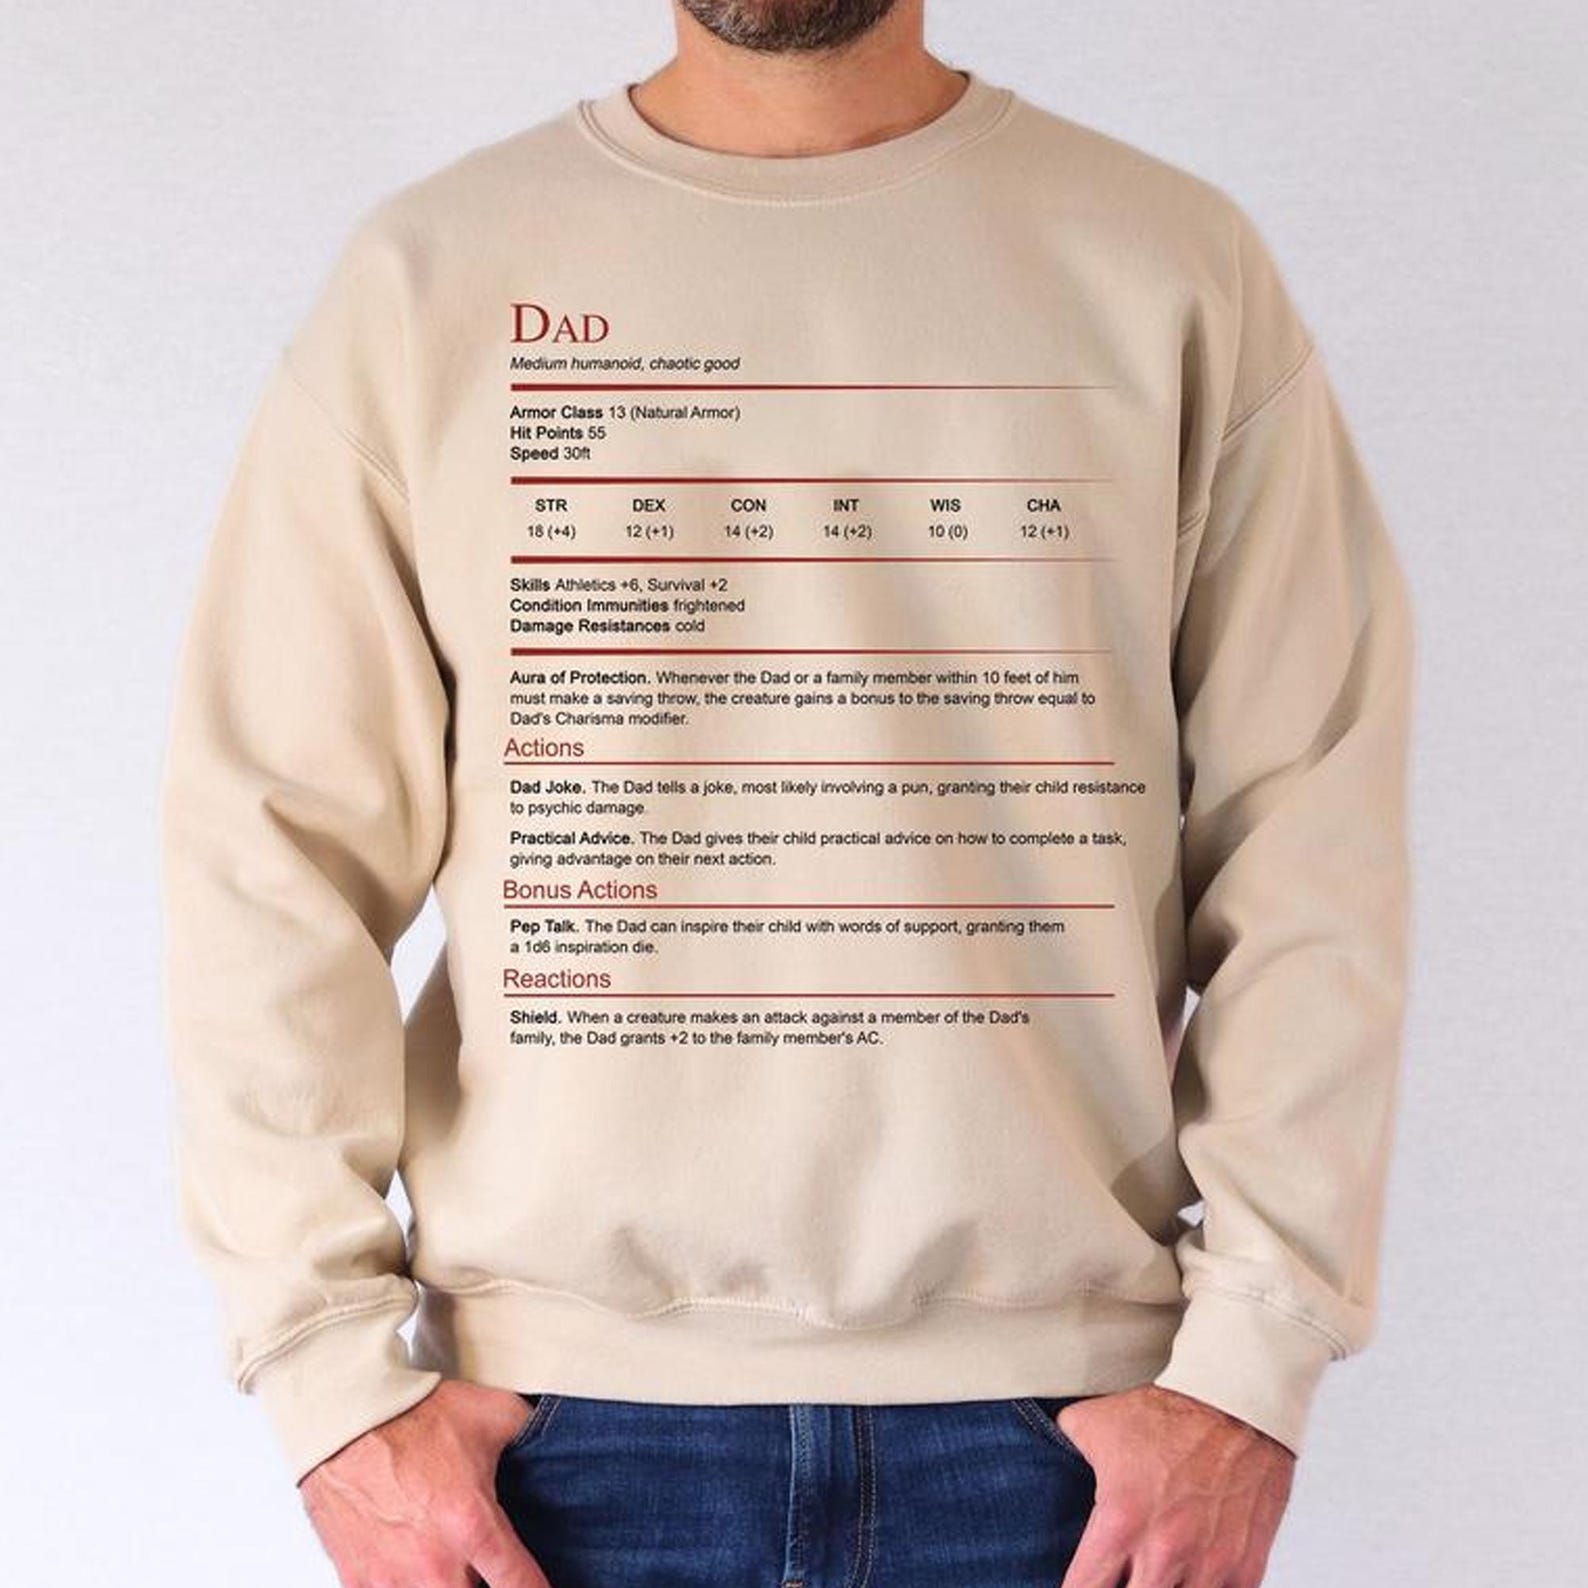 DAD
Medium humanoid, chaotic good
Armor Class 13 (Natural Armor)
Hit Points 55
Speed 30ft
STR DEX CON INT WIS CHA
18 (+4) 12 (+1) 14 (+2) 14 (+2) 10 (0) 12 (+1)
Skills Athletics +6, Survival +2
Condition Immunities frightened
Damage Resistances cold
Aura of Protection. Whenever the Dad or a family member within 10 feet of him
must make a saving throw, the creature gains a bonus to the saving throw equal to
Dad's Charisma modifier.
Actions
Dad Joke. The Dad tells a joke, most likely involving a pun, granting their child resistance
to psychic damage.
Practical Advice. The Dad gives their child practical advice on how to complete a task,
giving advantage on their next action.
Bonus Actions
Pep Talk. The Dad can inspire their child with words of support, granting them
a 1d6 inspiration die.
Reactions
Shield. When a creature makes an attack against a member of the Dad's
family, the Dad grants +2 to the family member's AC.